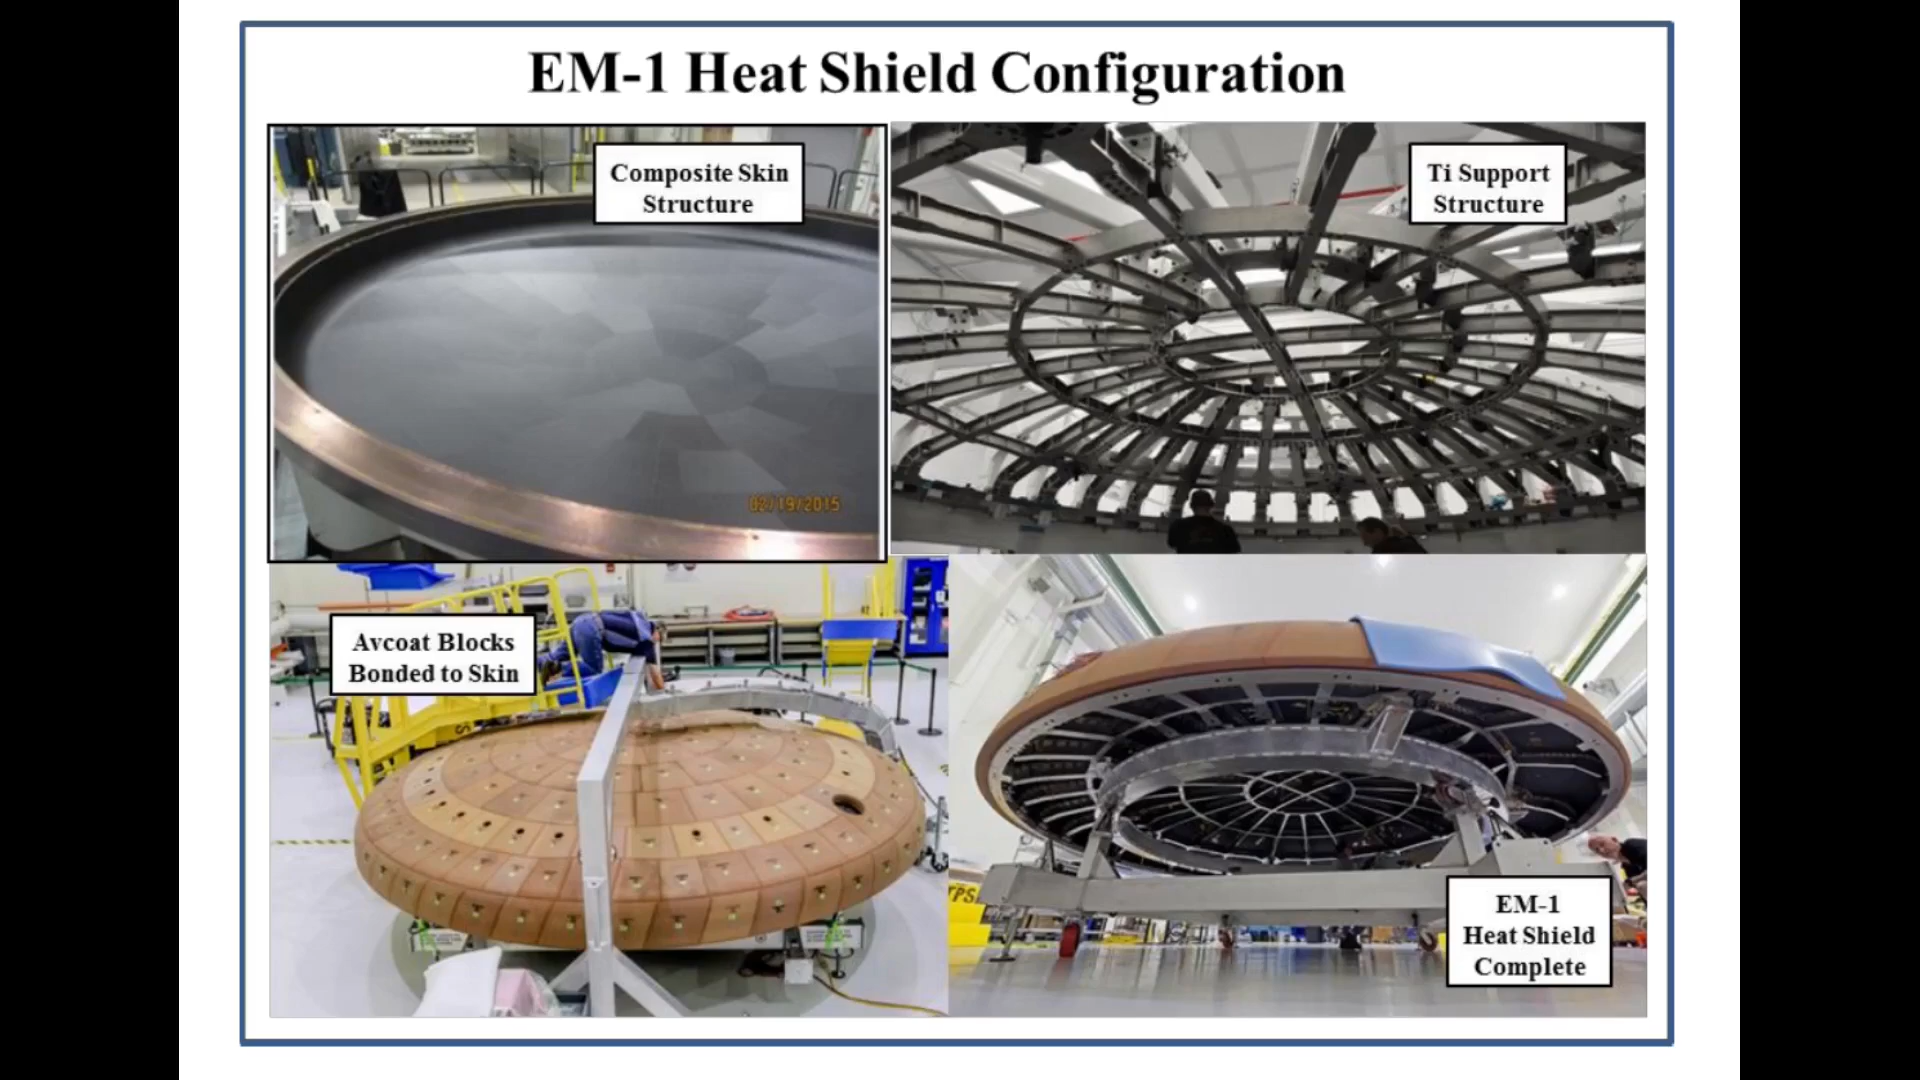 EM-1 Heat Shield Configuration
Composite Skin
Structure
Ti Support
Structure
02/19/2015
Avcoat Blocks
Bonded to Skin
TPS
EM-1
Heat Shield
Complete